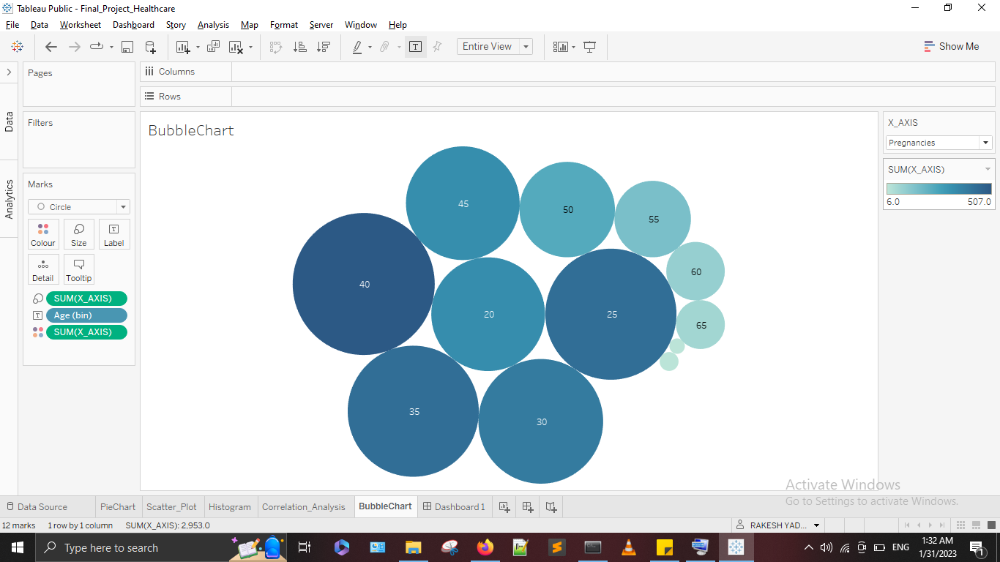 Tableau Public - Final_Project_Healthcare
File Data Worksheet Dashboard Story Analysis Map Format Server Window Help
Entire View
Show Me
Pages
Columns
Rows
Filters
Data
Analytics
Marks
Circle
Colour Size Label
Detail Tooltip
SUM(X_AXIS)
Age (bin)
SUM(X_AXIS)
BubbleChart
45
50
55
40
60
20
25
65
35
30
X_AXIS
Pregnancies
SUM(X_AXIS)
6.0 507.0
Activate Windows
Go to Settings to activate Windows.
Data Source PieChart Scatter_Plot Histogram Correlation_Analysis BubbleChart Dashboard 1
12 marks 1 row by 1 column SUM(X_AXIS): 2,953.0
RAKESH YAD...
Type here to search
ENG
1:32 AM
1/31/2023
1